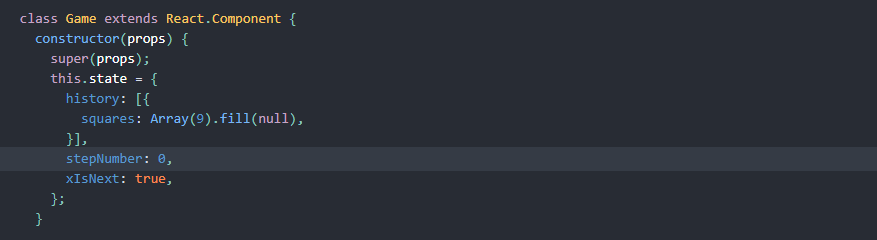 class Game extends React.Component {
  constructor(props) {
    super(props);
    this.state = {
      history: [{
        squares: Array(9).fill(null),
      }],
      stepNumber: 0,
      xIsNext: true,
    };
  }